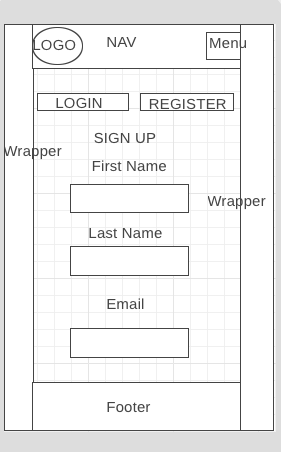 LOGO NAV Menu
LOGIN REGISTER
SIGN UP
Wrapper
First Name
Wrapper
Last Name
Email
Footer